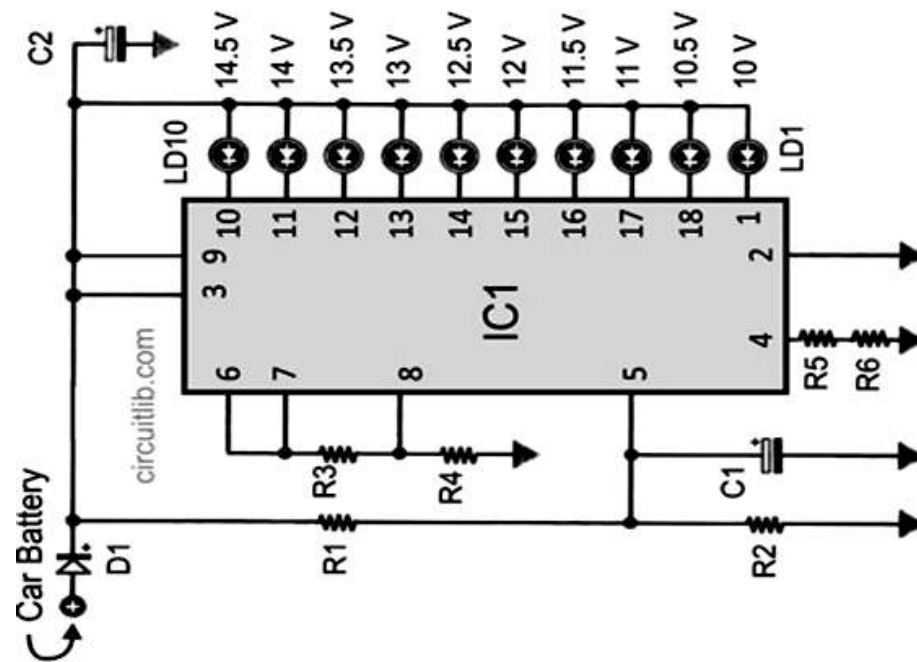 Car Battery
D1
C2
circuitlib.com
R1
R2
C1
R3
R4
R5
R6
IC1
6
7
8
5
3
9
4
2
10
11
12
13
14
15
16
17
18
1
LD10
LD1
14.5 V
14 V
13.5 V
13 V
12.5 V
12 V
11.5 V
11 V
10.5 V
10 V